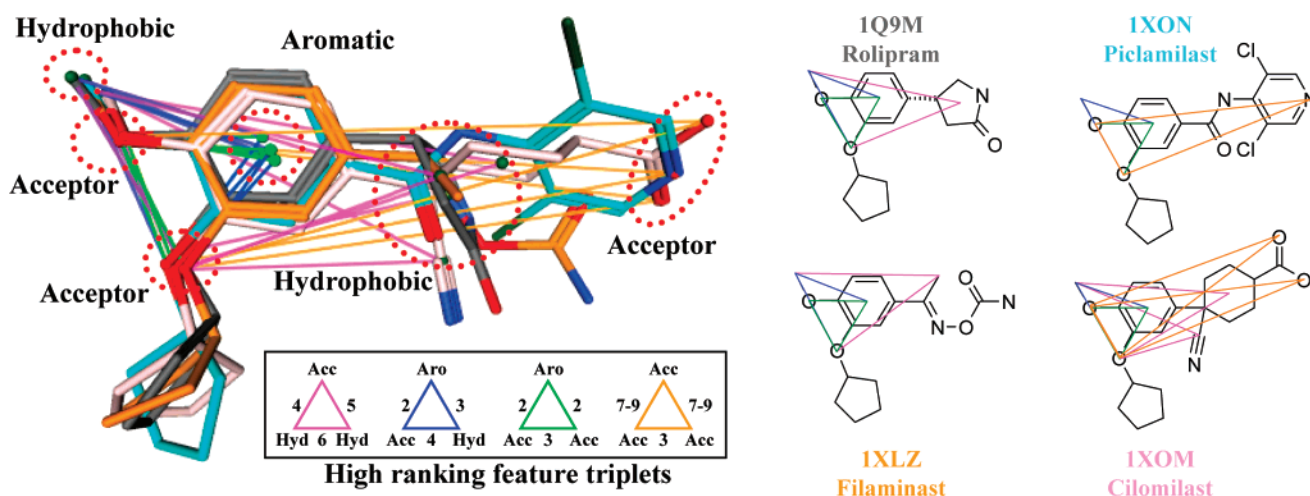 Hydrophobic
Aromatic
Acceptor
Acceptor
Hydrophobic
Acceptor
Acc
4 5
Hyd 6 Hyd
Aro
2 3
Acc 4 Hyd
Aro
2 2
Acc 3 Acc
Acc
7-9 7-9
Acc 3 Acc
High ranking feature triplets
1Q9M
Rolipram
O
N
O
O
1XON
Piclamilast
Cl
N
N
O
O
Cl
O
O
O
N
N
O
O
1XLZ
Filaminast
O
O
O
O
N
1XOM
Cilomilast